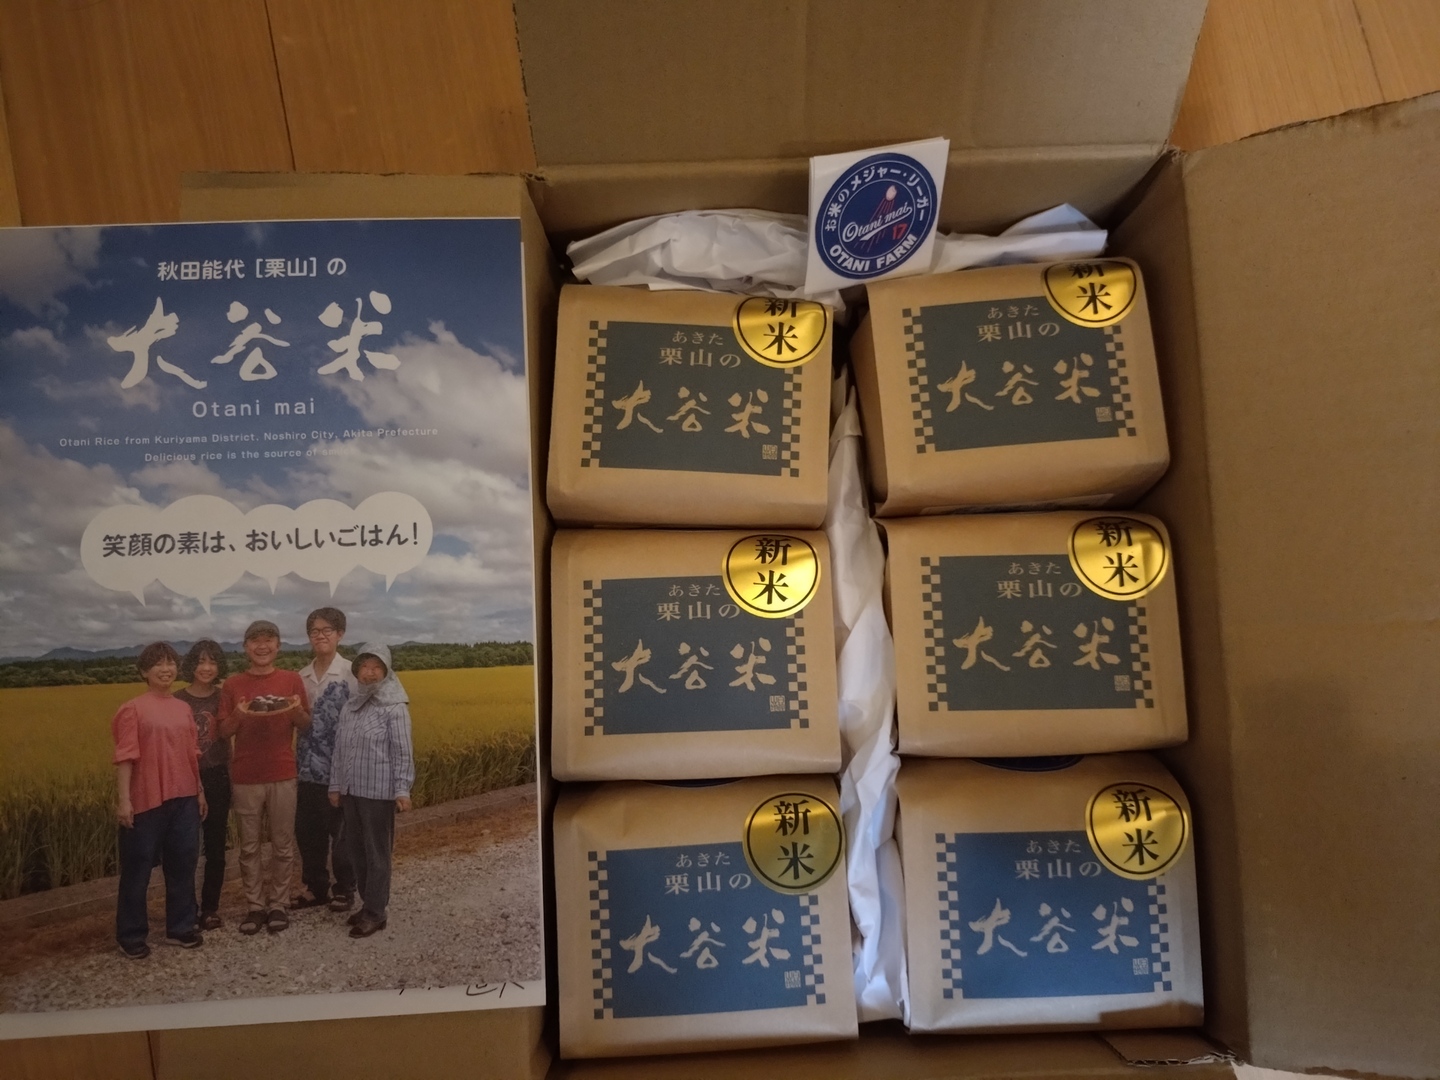 秋田能代［栗山］の
大谷米
Otani mai
Otani Rice from Kuriyama District, Noshiro City, Akita Prefecture
Delicious rice is the source of smiles
笑顔の素は、おいしいごはん！
お米のメジャー・リーガー
Otani mai
17
OTANI FARM
新米
あきた
栗山の
大谷米
新米
あきた
栗山の
大谷米
新米
あきた
栗山の
大谷米
新米
あきた
栗山の
大谷米
新米
あきた
栗山の
大谷米
新米
あきた
栗山の
大谷米